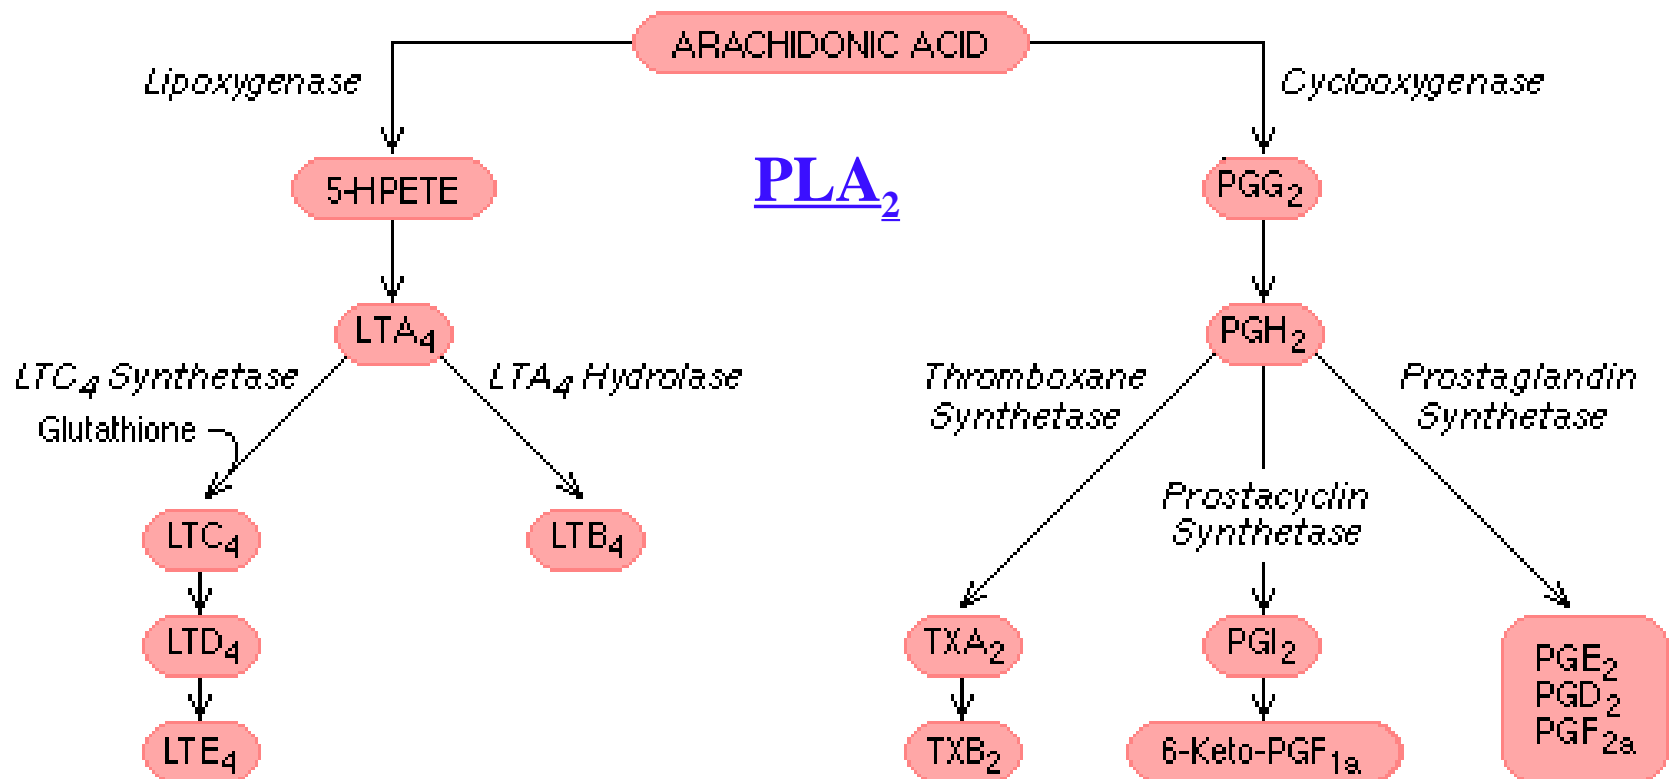 ARACHIDONIC ACID
Lipoxygenase
Cyclooxygenase
PLA₂
5-HPETE
PGG₂
LTA₄
PGH₂
LTC₄ Synthetase
LTA₄ Hydrolase
Thromboxane
Synthetase
Prostaglandin
Synthetase
Glutathione
Prostacyclin
Synthetase
LTC₄
LTB₄
LTD₄
TXA₂
PGI₂
PGE₂
PGD₂
PGF₂ₐ
LTE₄
TXB₂
6-Keto-PGF₁ₐ